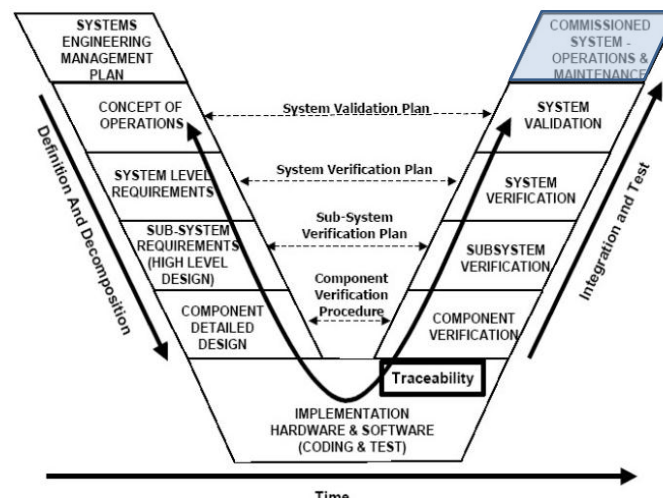 SYSTEMS
ENGINEERING
MANAGEMENT
PLAN
COMMISSIONED
SYSTEM -
OPERATIONS &
MAINTENANCE
CONCEPT OF
OPERATIONS
System Validation Plan
SYSTEM
VALIDATION
SYSTEM LEVEL
REQUIREMENTS
System Verification Plan
SYSTEM
VERIFICATION
SUB-SYSTEM
REQUIREMENTS
(HIGH LEVEL
DESIGN)
Sub-System
Verification Plan
SUBSYSTEM
VERIFICATION
COMPONENT
DETAILED
DESIGN
Component
Verification
Procedure
COMPONENT
VERIFICATION
Definition And Decomposition
Integration and Test
Traceability
IMPLEMENTATION
HARDWARE & SOFTWARE
(CODING & TEST)
Time